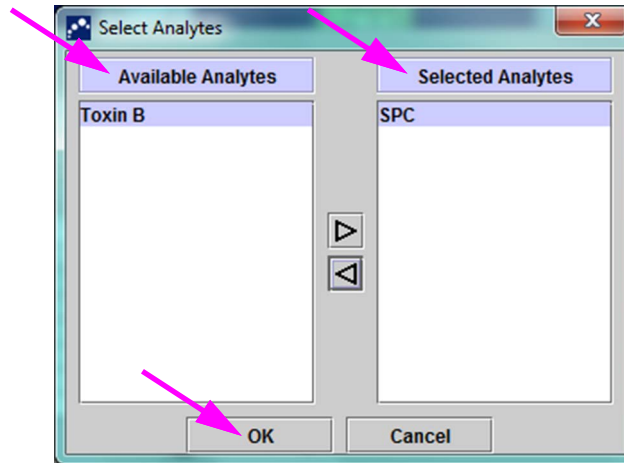 Select Analytes
Available Analytes
Selected Analytes
Toxin B
SPC
OK
Cancel